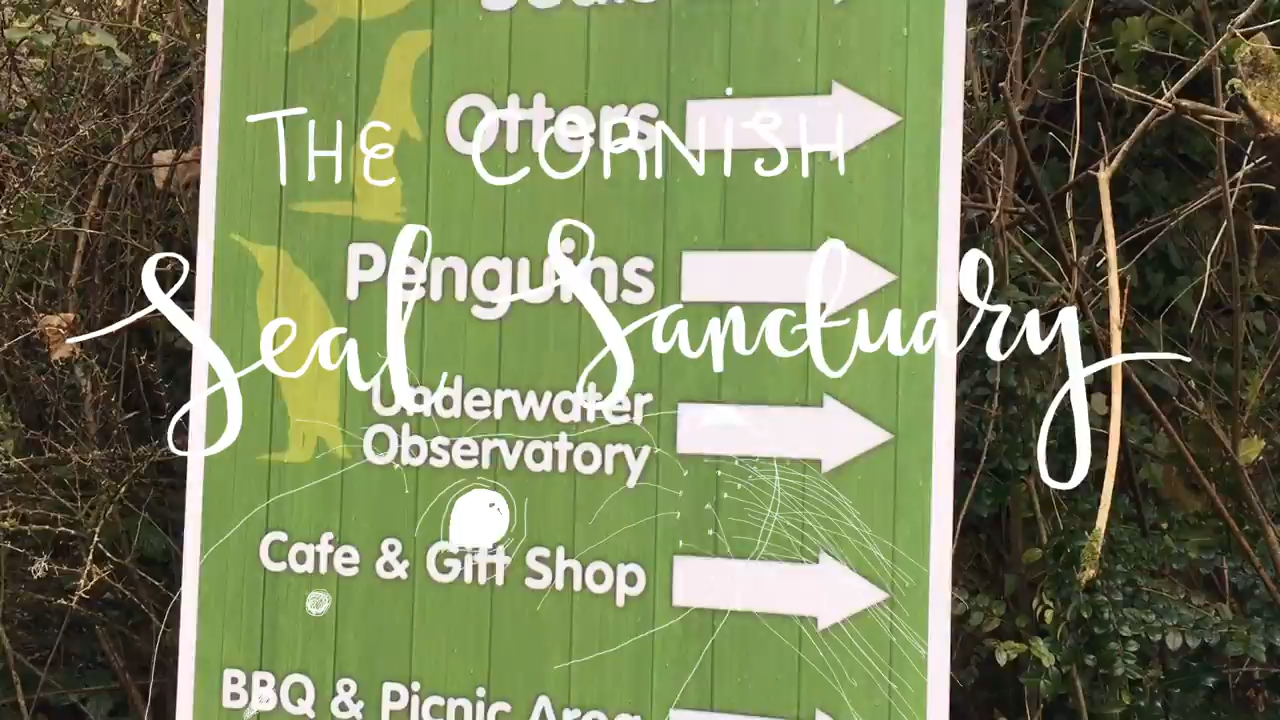 Otters
THE CORNISH
Penguins
Seal Sanctuary
Underwater
Observatory
Cafe & Gift Shop
BBQ & Picnic Area